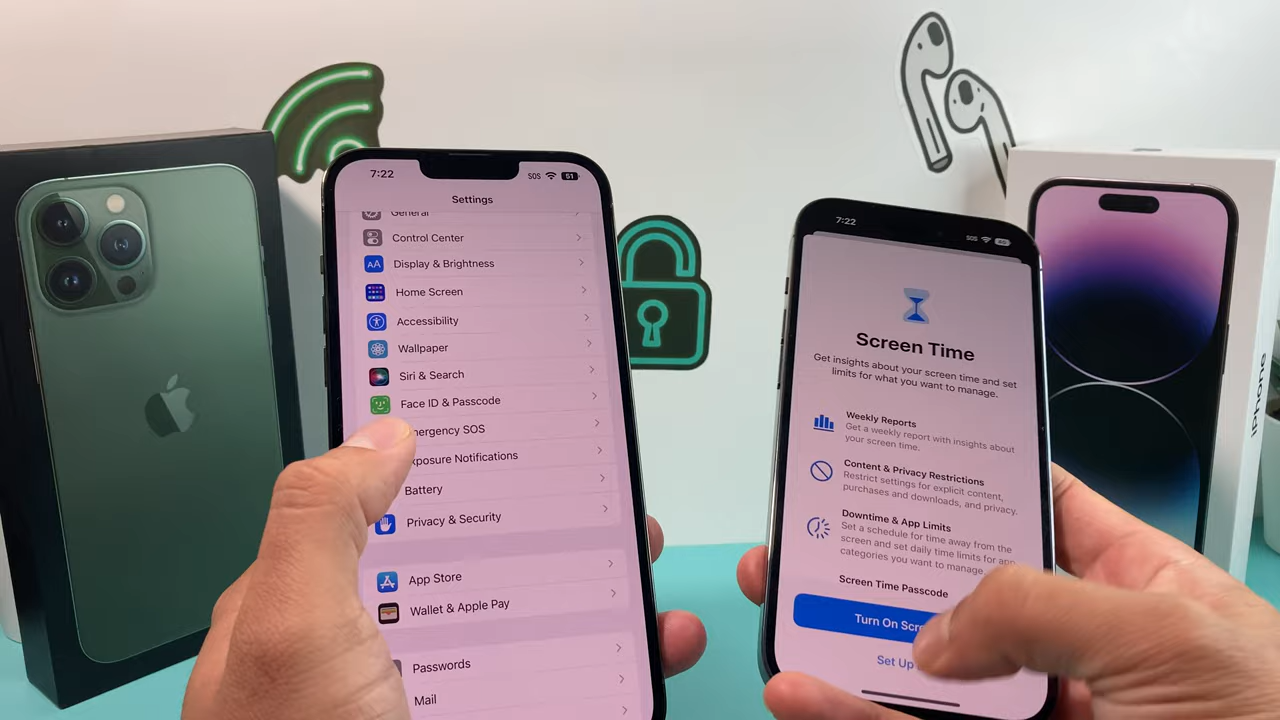 7:22
SOS
51
Settings
General
Control Center
Display & Brightness
AA
Home Screen
Accessibility
Wallpaper
Siri & Search
Face ID & Passcode
mergency SOS
xposure Notifications
Battery
Privacy & Security
App Store
Wallet & Apple Pay
Passwords
Mail
7:22
SOS
Screen Time
Get insights about your screen time and set
limits for what you want to manage.
Weekly Reports
Get a weekly report with insights about
your screen time.
Content & Privacy Restrictions
Restrict settings for explicit content,
purchases and downloads, and privacy.
Downtime & App Limits
Set a schedule for time away from the
screen and set daily time limits for app
categories you want to manage
Screen Time Passcode
Turn On Scre
Set Up
iPhone